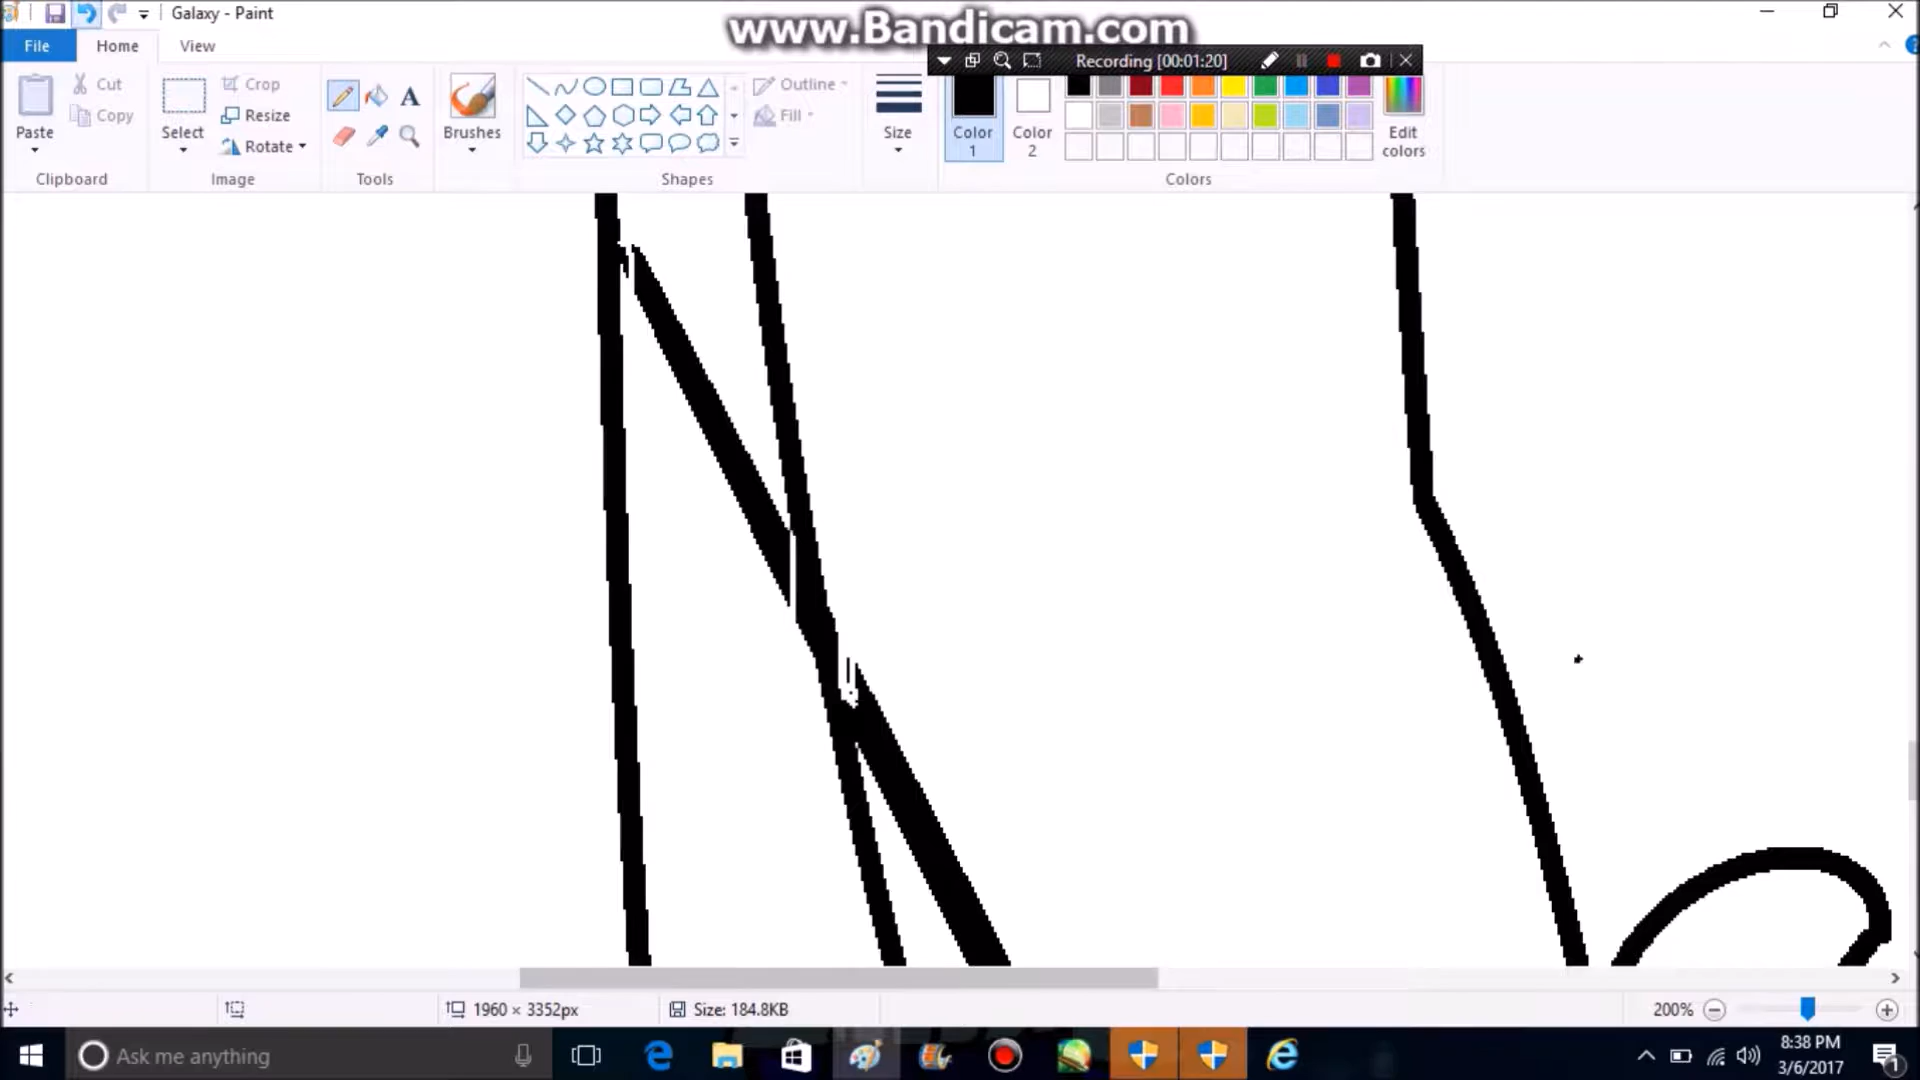 Galaxy - Paint
www.Bandicam.com
Recording [00:01:20]
File
Home
View
Paste
Cut
Copy
Clipboard
Select
Crop
Resize
Rotate
Image
A
Tools
Brushes
Outline
Fill
Shapes
Size
Color
1
Color
2
Edit
colors
Colors
1960 × 3352px
Size: 184.8KB
200%
Ask me anything
8:38 PM
3/6/2017
1